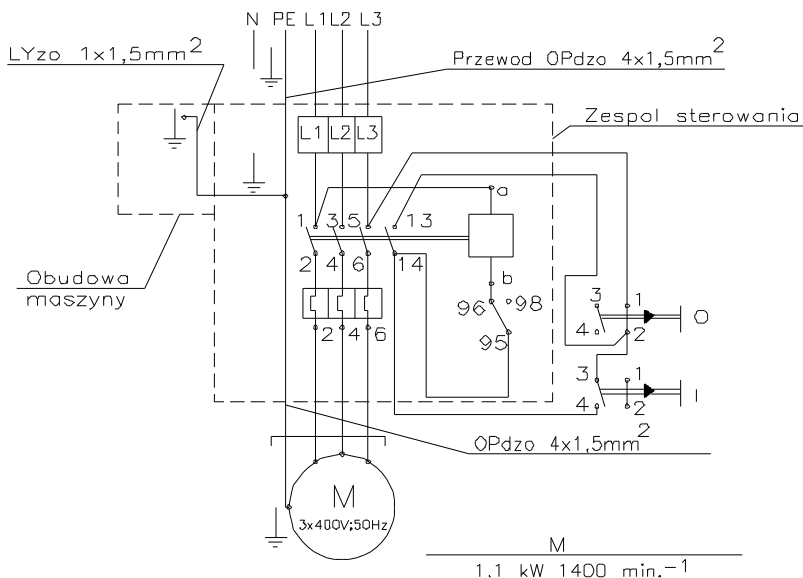 N PE L1 L2 L3
LYzo 1x1,5mm2
Przewod OPdzo 4x1,5mm2
Zespol sterowania
L1 L2 L3
a
1 3 5 13
2 4 6 14
b
Obudowa
maszyny
96 98
95
2 4 6
3 1
4 2
O
3 1
4 2
I
OPdzo 4x1,5mm2
M
3x400V;50Hz
M
1,1 kW 1400 min.-1